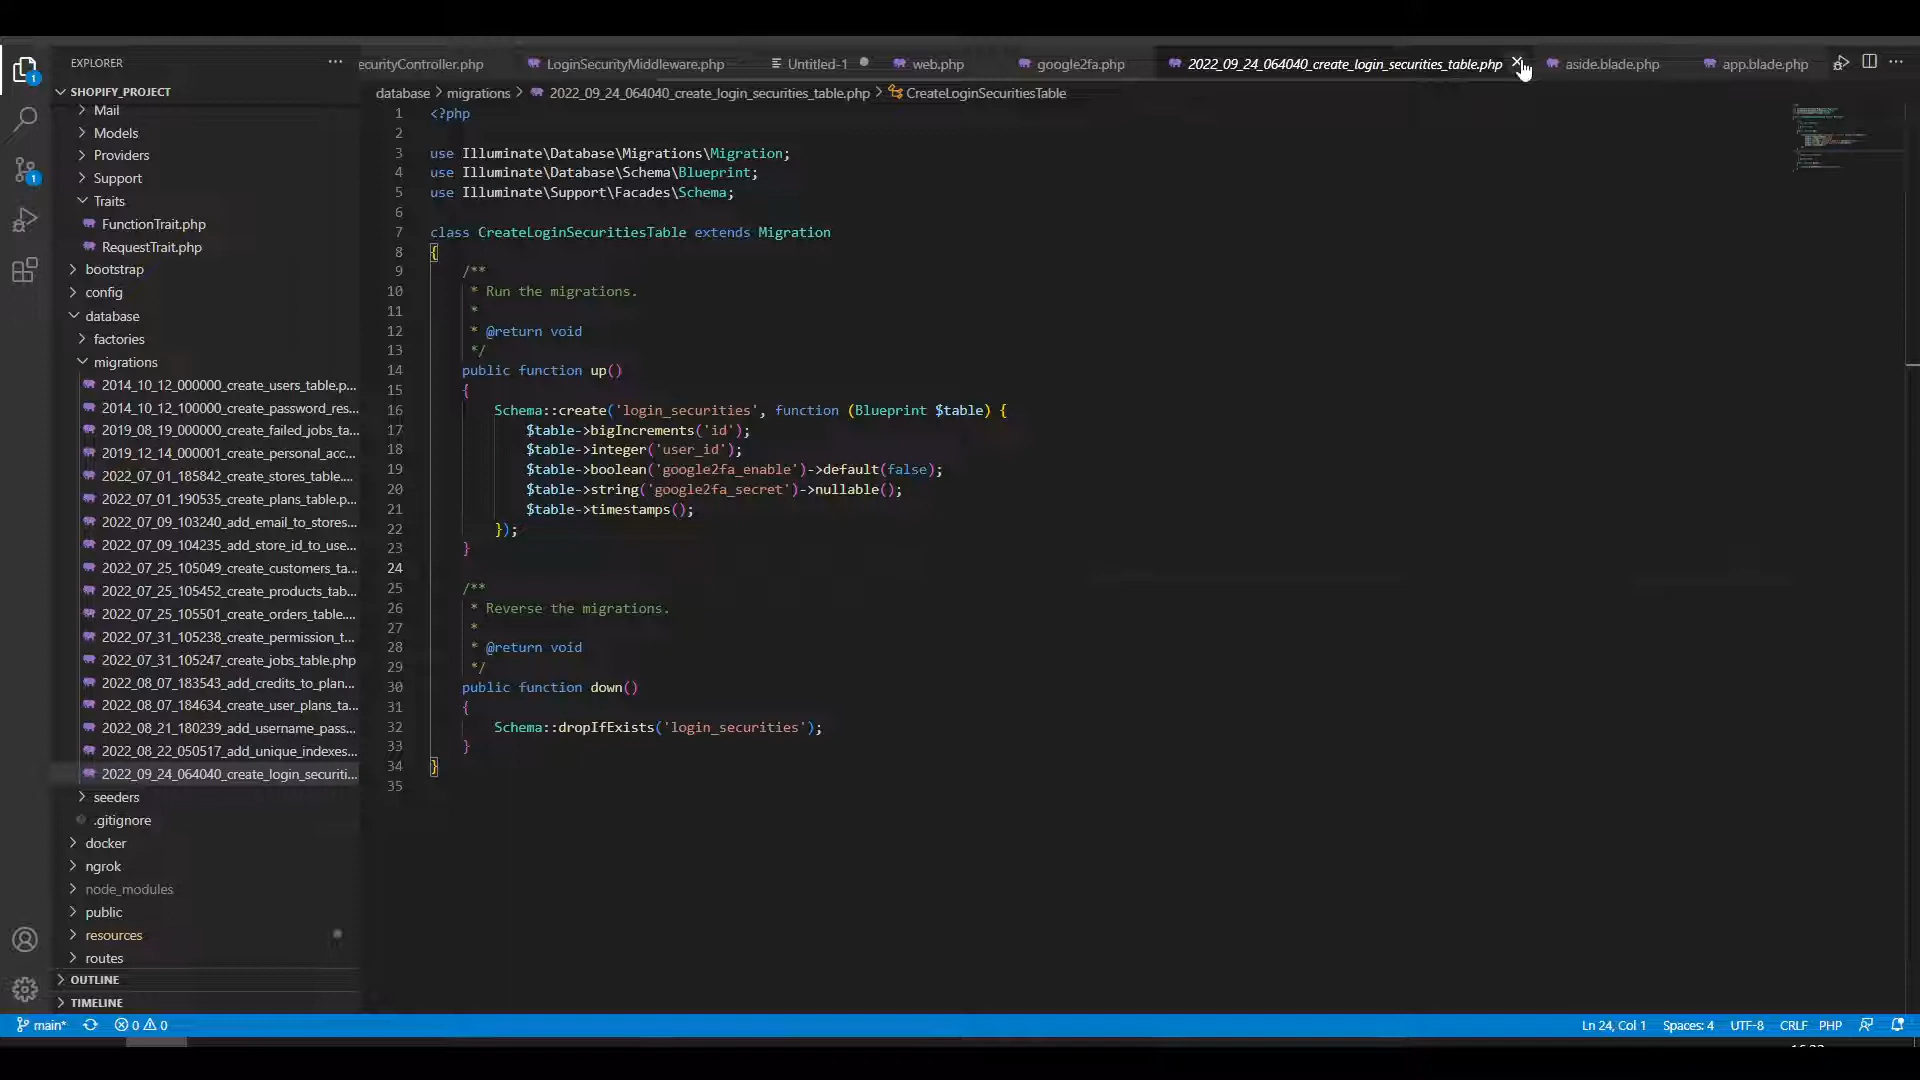 EXPLORER
SHOPIFY_PROJECT
Mail
Models
Providers
Support
Traits
FunctionTrait.php
RequestTrait.php
bootstrap
config
database
factories
migrations
2014_10_12_000000_create_users_table.p...
2014_10_12_100000_create_password_res...
2019_08_19_000000_create_failed_jobs_ta...
2019_12_14_000001_create_personal_acc...
2022_07_01_185842_create_stores_table....
2022_07_01_190535_create_plans_table.p...
2022_07_09_103240_add_email_to_stores...
2022_07_09_104235_add_store_id_to_use...
2022_07_25_105049_create_customers_ta...
2022_07_25_105452_create_products_tab...
2022_07_25_105501_create_orders_table....
2022_07_31_105238_create_permission_t...
2022_07_31_105247_create_jobs_table.php
2022_08_07_183543_add_credits_to_plan...
2022_08_07_184634_create_user_plans_ta...
2022_08_21_180239_add_username_pass...
2022_08_22_050517_add_unique_indexes...
2022_09_24_064040_create_login_securiti...
seeders
.gitignore
docker
ngrok
node_modules
public
resources
routes
OUTLINE
TIMELINE
ecurityController.php LoginSecurityMiddleware.php Untitled-1 web.php google2fa.php 2022_09_24_064040_create_login_securities_table.php aside.blade.php app.blade.php
database > migrations > 2022_09_24_064040_create_login_securities_table.php > CreateLoginSecuritiesTable
1 <?php
2
3 use Illuminate\Database\Migrations\Migration;
4 use Illuminate\Database\Schema\Blueprint;
5 use Illuminate\Support\Facades\Schema;
6
7 class CreateLoginSecuritiesTable extends Migration
8 {
9 /**
10 * Run the migrations.
11 *
12 * @return void
13 */
14 public function up()
15 {
16 Schema::create('login_securities', function (Blueprint $table) {
17 $table->bigIncrements('id');
18 $table->integer('user_id');
19 $table->boolean('google2fa_enable')->default(false);
20 $table->string('google2fa_secret')->nullable();
21 $table->timestamps();
22 });
23 }
24
25 /**
26 * Reverse the migrations.
27 *
28 * @return void
29 */
30 public function down()
31 {
32 Schema::dropIfExists('login_securities');
33 }
34 }
35
1
1
main* 0 0 Ln 24, Col 1 Spaces: 4 UTF-8 CRLF PHP